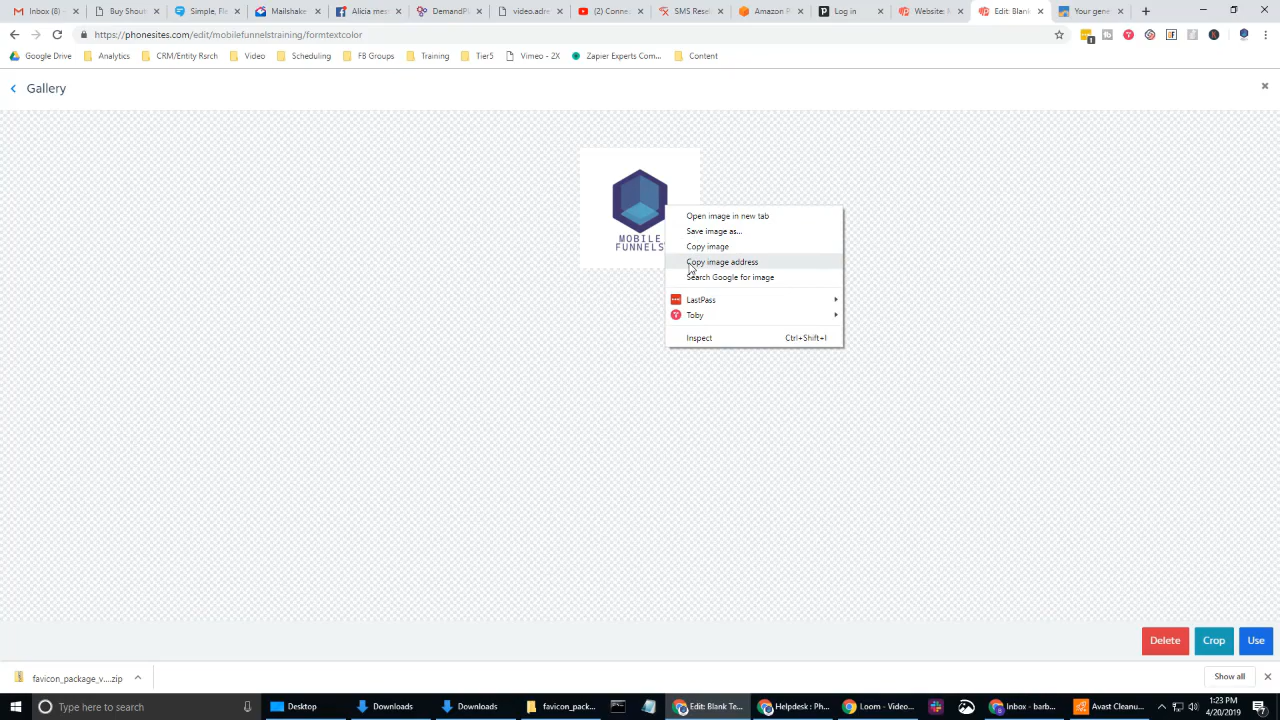 Inbox (8) -
Buy Shout
Simple, Fle
Mailshake
Alicia mes
DemandPl
video.adre
(2) Conne
SMS Rese
Amazon P
Log in
Website
Edit: Blank
Your gene
https://phonesites.com/edit/mobilefunnelstraining/formtextcolor
Google Drive
Analytics
CRM/Entity Rsrch
Video
Scheduling
FB Groups
Training
Tier5
Vimeo - 2X
Zapier Experts Com...
Content
Gallery
MOBILE
FUNNELS
Open image in new tab
Save image as...
Copy image
Copy image address
Search Google for image
LastPass
Toby
Inspect Ctrl+Shift+I
Delete
Crop
Use
favicon_package_v....zip
Show all
Type here to search
Desktop
Downloads
Downloads
favicon_pack...
Edit: Blank Te...
Helpdesk : Ph...
Loom - Video...
Inbox - barb...
Avast Cleanu...
1:23 PM
4/20/2019